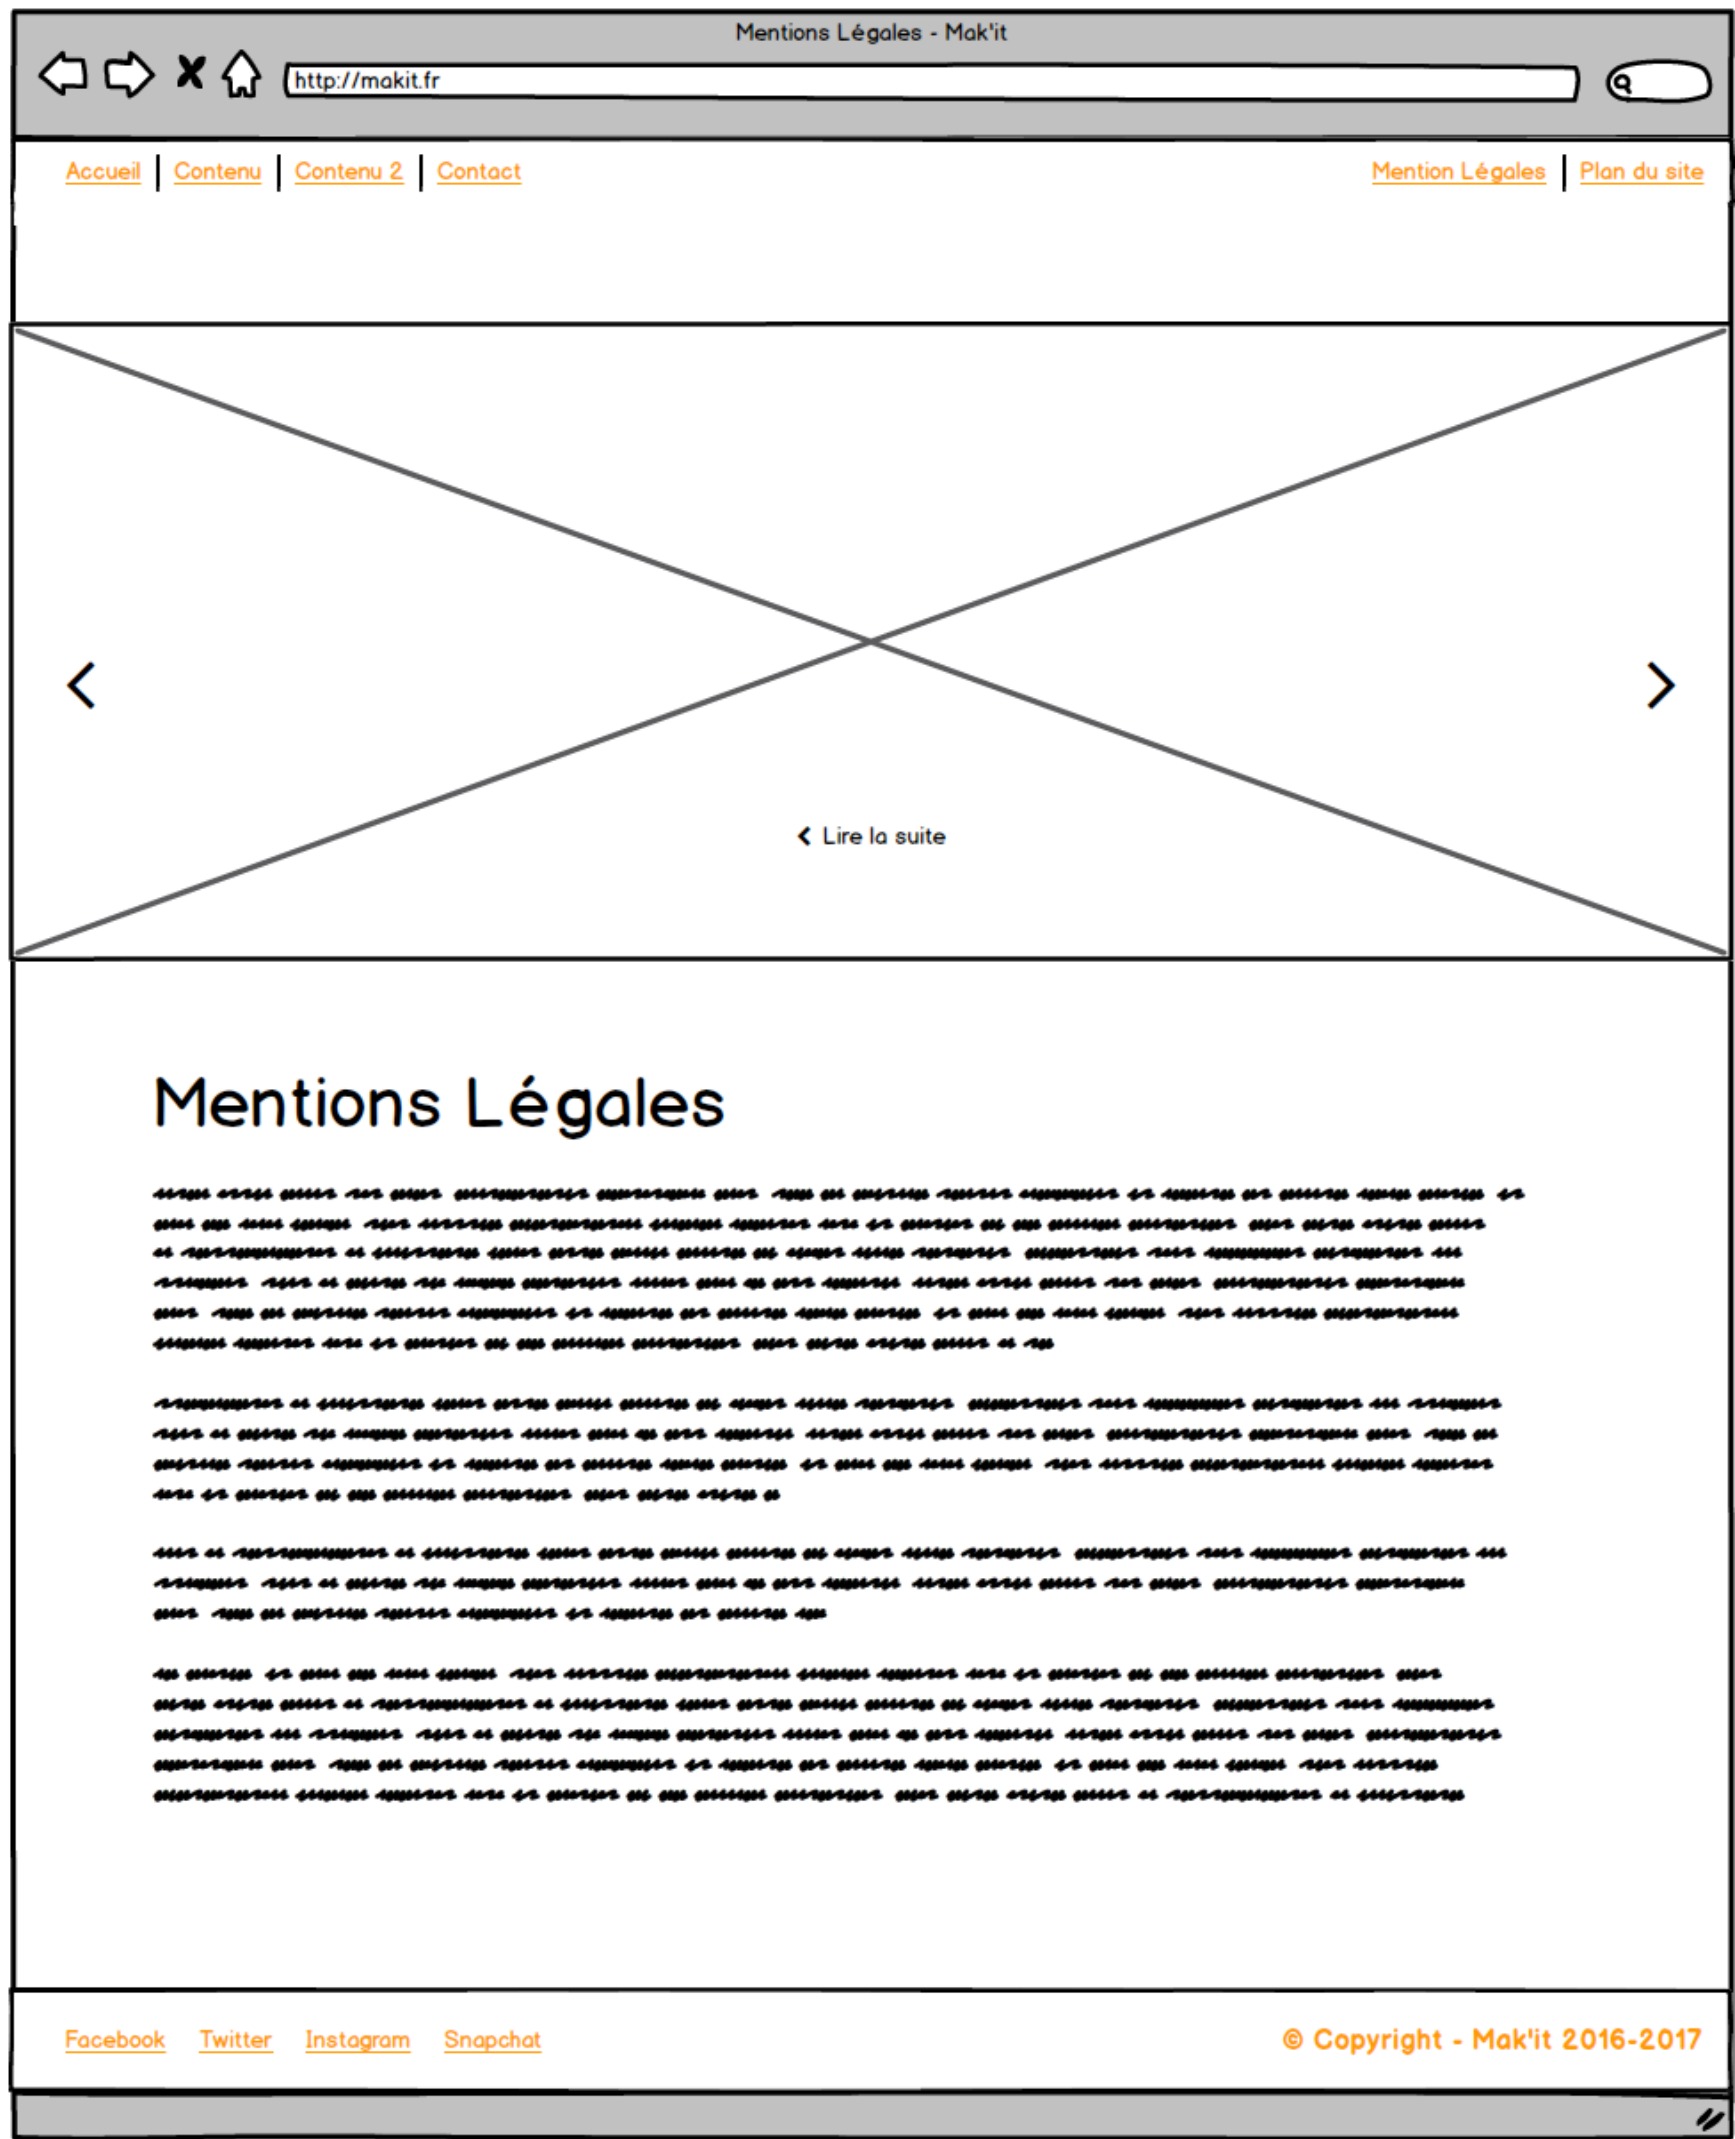 Mentions Légales - Mak'it
http://makit.fr
Accueil Contenu Contenu 2 Contact Mention Légales Plan du site
Lire la suite
Mentions Légales
Facebook Twitter Instagram Snapchat © Copyright - Mak'it 2016-2017